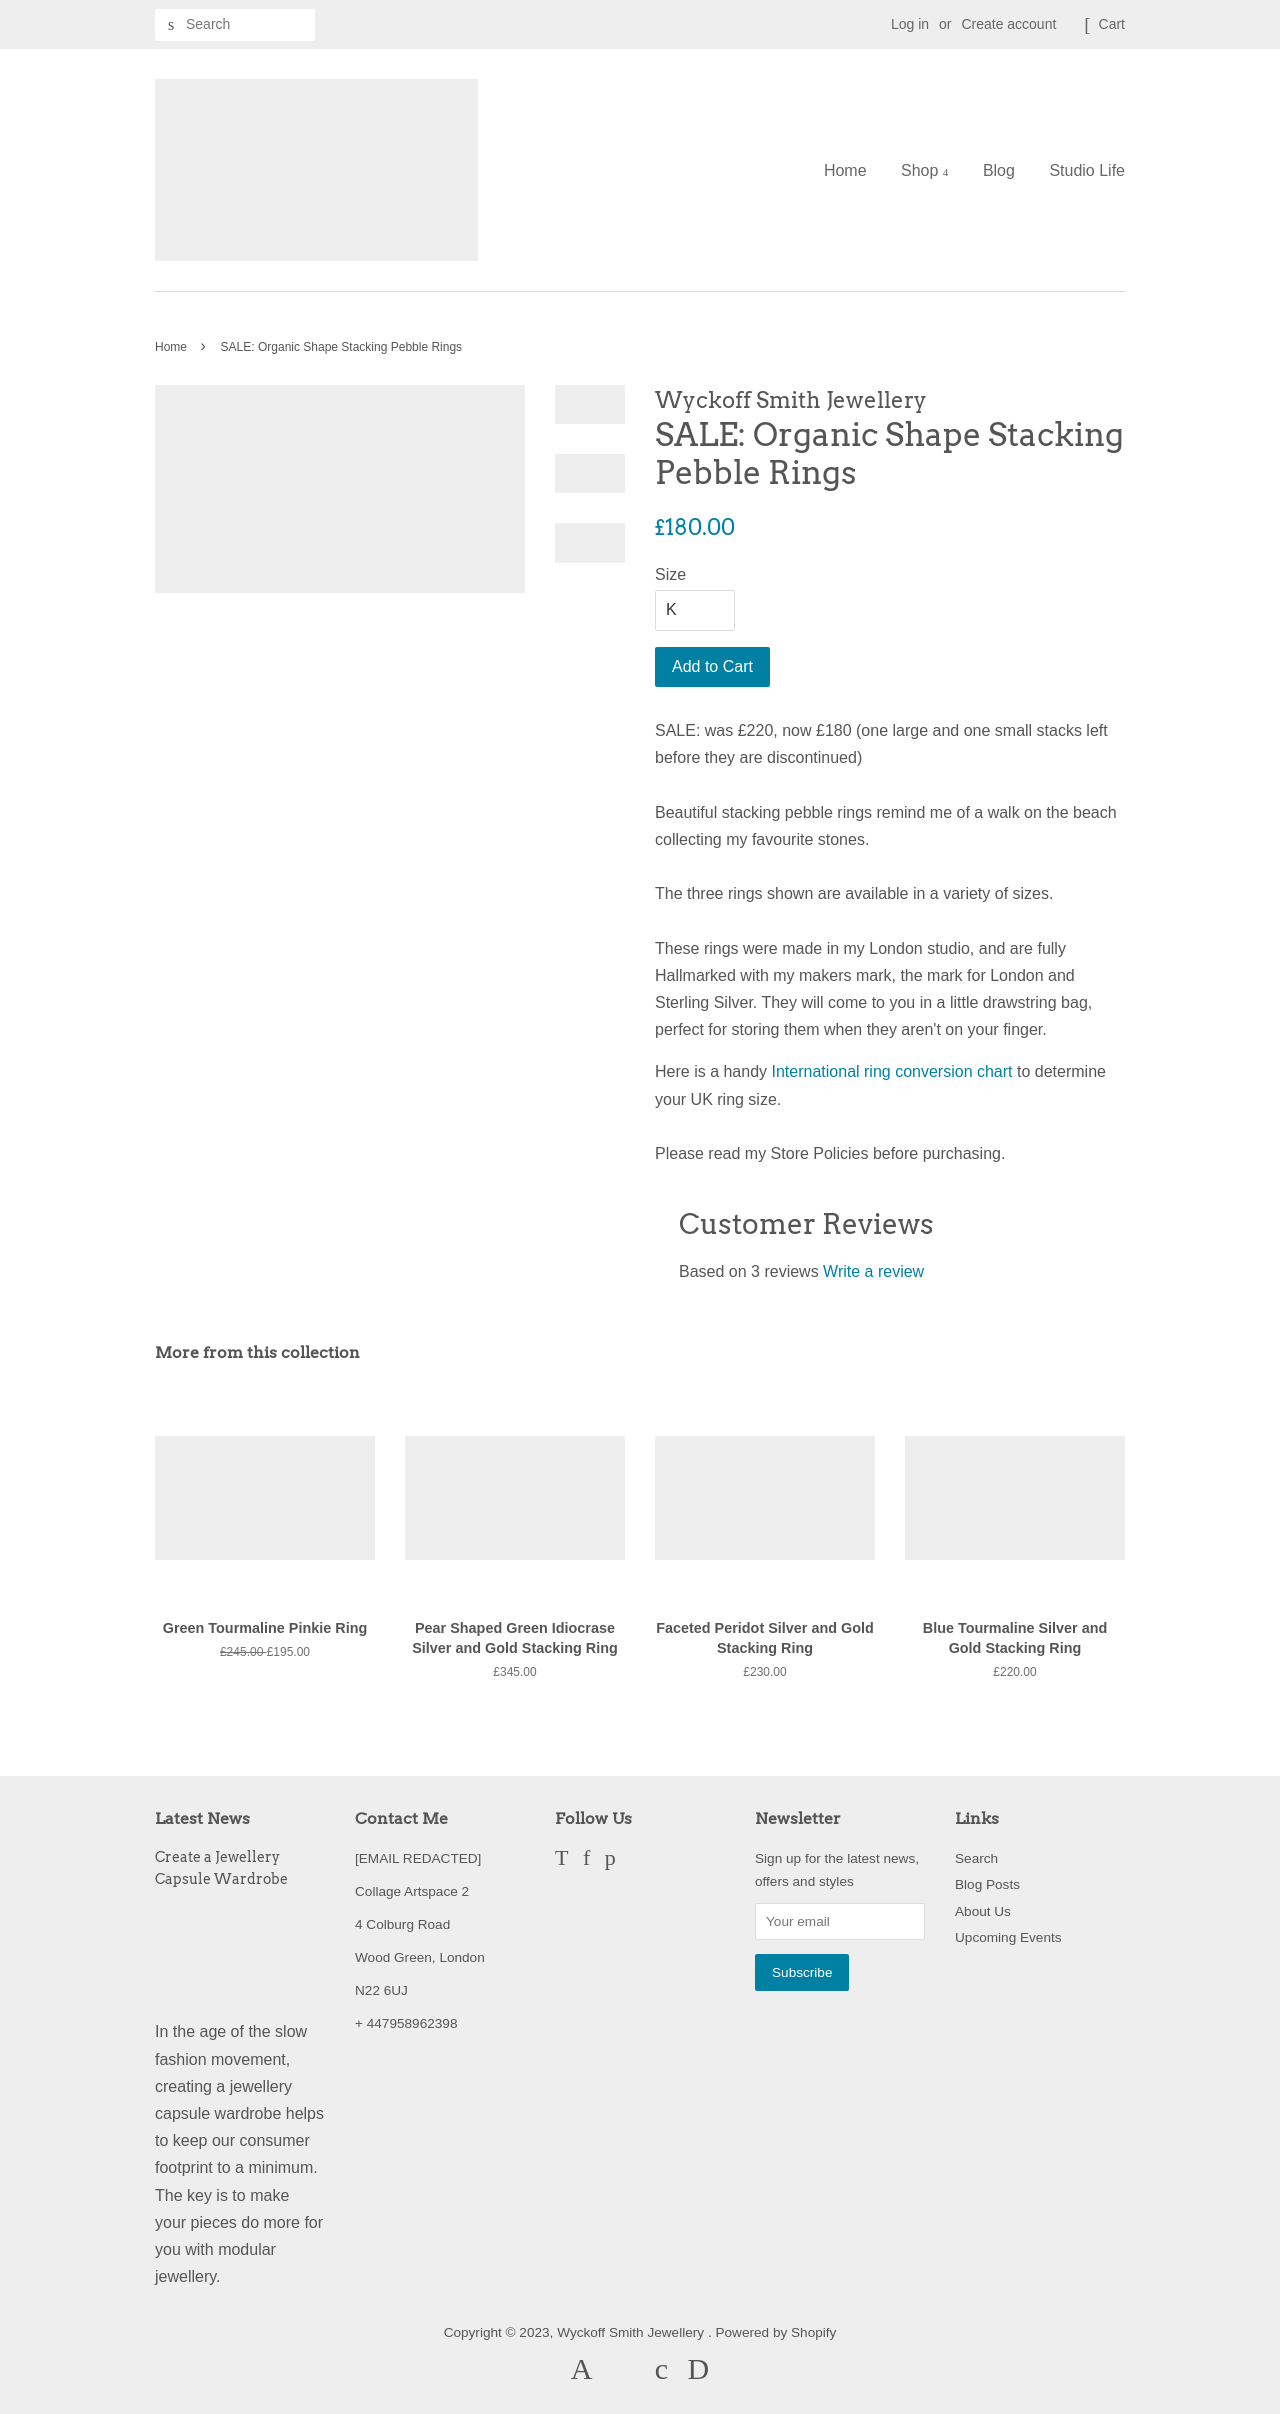 s Search
Log in or Create account [ Cart
Home Shop 4 Blog Studio Life
Home › SALE: Organic Shape Stacking Pebble Rings
Wyckoff Smith Jewellery
SALE: Organic Shape Stacking
Pebble Rings
£180.00
Size
K
Add to Cart
SALE: was £220, now £180 (one large and one small stacks left
before they are discontinued)
Beautiful stacking pebble rings remind me of a walk on the beach
collecting my favourite stones.
The three rings shown are available in a variety of sizes.
These rings were made in my London studio, and are fully
Hallmarked with my makers mark, the mark for London and
Sterling Silver. They will come to you in a little drawstring bag,
perfect for storing them when they aren't on your finger.
Here is a handy International ring conversion chart to determine
your UK ring size.
Please read my Store Policies before purchasing.
Customer Reviews
Based on 3 reviews Write a review
More from this collection
Green Tourmaline Pinkie Ring
£245.00 £195.00
Pear Shaped Green Idiocrase
Silver and Gold Stacking Ring
£345.00
Faceted Peridot Silver and Gold
Stacking Ring
£230.00
Blue Tourmaline Silver and
Gold Stacking Ring
£220.00
Latest News
Create a Jewellery
Capsule Wardrobe
In the age of the slow
fashion movement,
creating a jewellery
capsule wardrobe helps
to keep our consumer
footprint to a minimum.
The key is to make
your pieces do more for
you with modular
jewellery.
Contact Me
[EMAIL REDACTED]
Collage Artspace 2
4 Colburg Road
Wood Green, London
N22 6UJ
+ 447958962398
Follow Us
T f p
Newsletter
Sign up for the latest news,
offers and styles
Your email
Subscribe
Links
Search
Blog Posts
About Us
Upcoming Events
Copyright © 2023, Wyckoff Smith Jewellery . Powered by Shopify
A c D